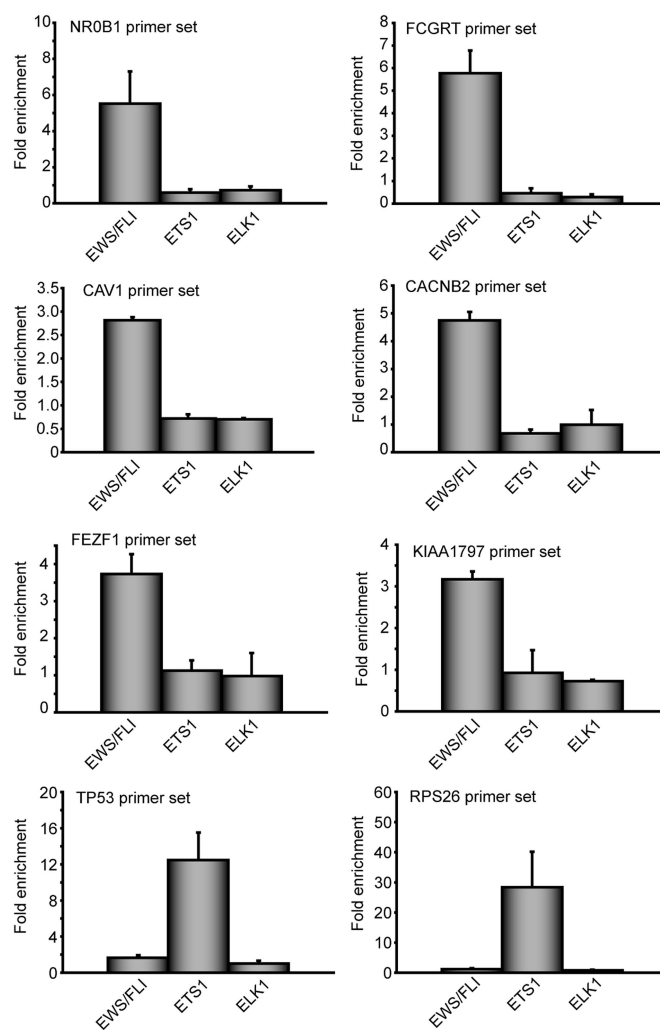 NR0B1 primer set
Fold enrichment
10
8
6
4
2
0
EWS/FLI
ETS1
ELK1
FCGRT primer set
Fold enrichment
8
7
6
5
4
3
2
1
0
EWS/FLI
ETS1
ELK1
CAV1 primer set
Fold enrichment
3.5
3.0
2.5
2.0
1.5
1.0
0.5
0
EWS/FLI
ETS1
ELK1
CACNB2 primer set
Fold enrichment
5
4
3
2
1
0
EWS/FLI
ETS1
ELK1
FEZF1 primer set
Fold enrichment
4
3
2
1
0
EWS/FLI
ETS1
ELK1
KIAA1797 primer set
Fold enrichment
4
3
2
1
0
EWS/FLI
ETS1
ELK1
TP53 primer set
Fold enrichment
20
16
12
8
4
0
EWS/FLI
ETS1
ELK1
RPS26 primer set
Fold enrichment
60
50
40
30
20
10
0
EWS/FLI
ETS1
ELK1